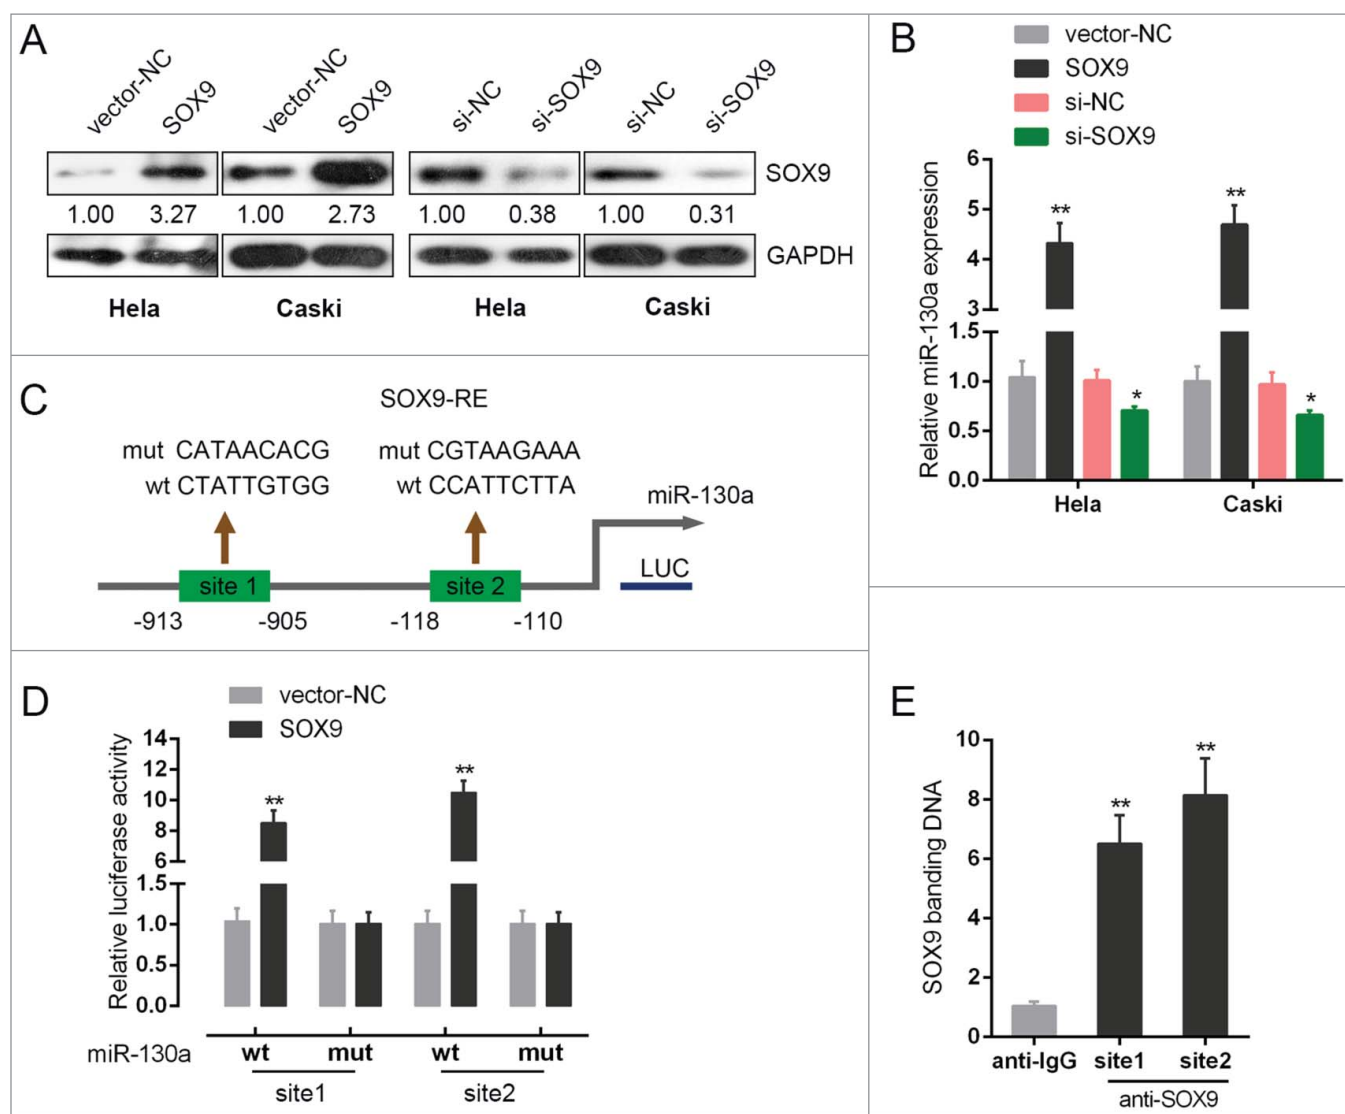 A
vector-NC
SOX9
vector-NC
SOX9
si-NC
si-SOX9
si-NC
si-SOX9
SOX9
1.00 3.27 1.00 2.73 1.00 0.38 1.00 0.31
GAPDH
Hela Caski Hela Caski
B
vector-NC
SOX9
si-NC
si-SOX9
Relative miR-130a expression
6
5
4
3
1.5
1.0
0.5
0.0
** ** * *
Hela Caski
C
SOX9-RE
mut CATAACACG mut CGTAAGAAA
wt CTATTGTGG wt CCATTCTTA
miR-130a
site 1 site 2 LUC
-913 -905 -118 -110
D
vector-NC
SOX9
Relative luciferase activity
14
12
10
8
6
1.5
1.0
0.5
0.0
** **
miR-130a wt mut wt mut
site1 site2
E
SOX9 banding DNA
10
8
6
4
2
0
** **
anti-IgG site1 site2
anti-SOX9